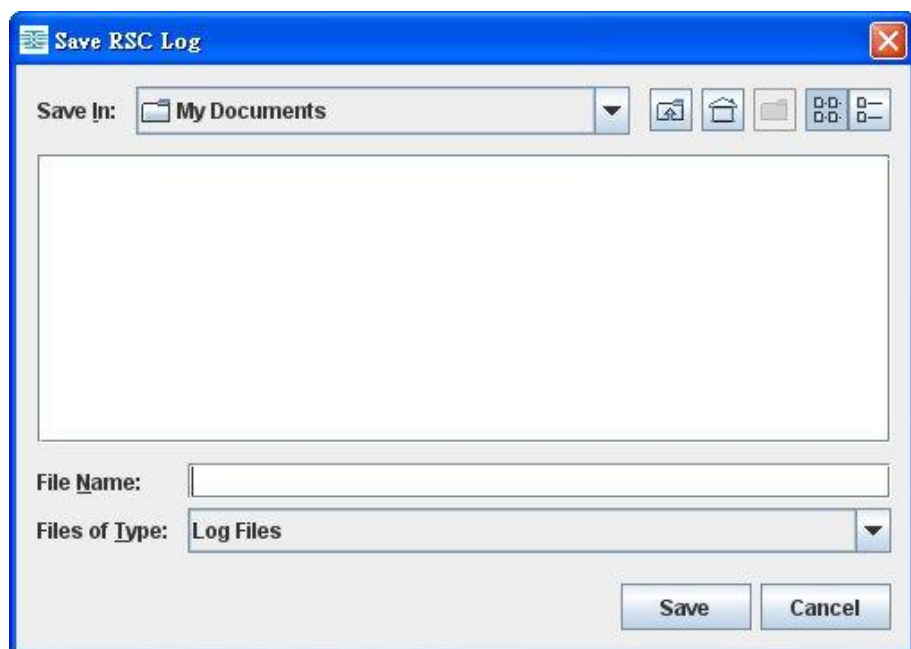 Save RSC Log
Save In: My Documents
File Name:
Files of Type: Log Files
Save Cancel